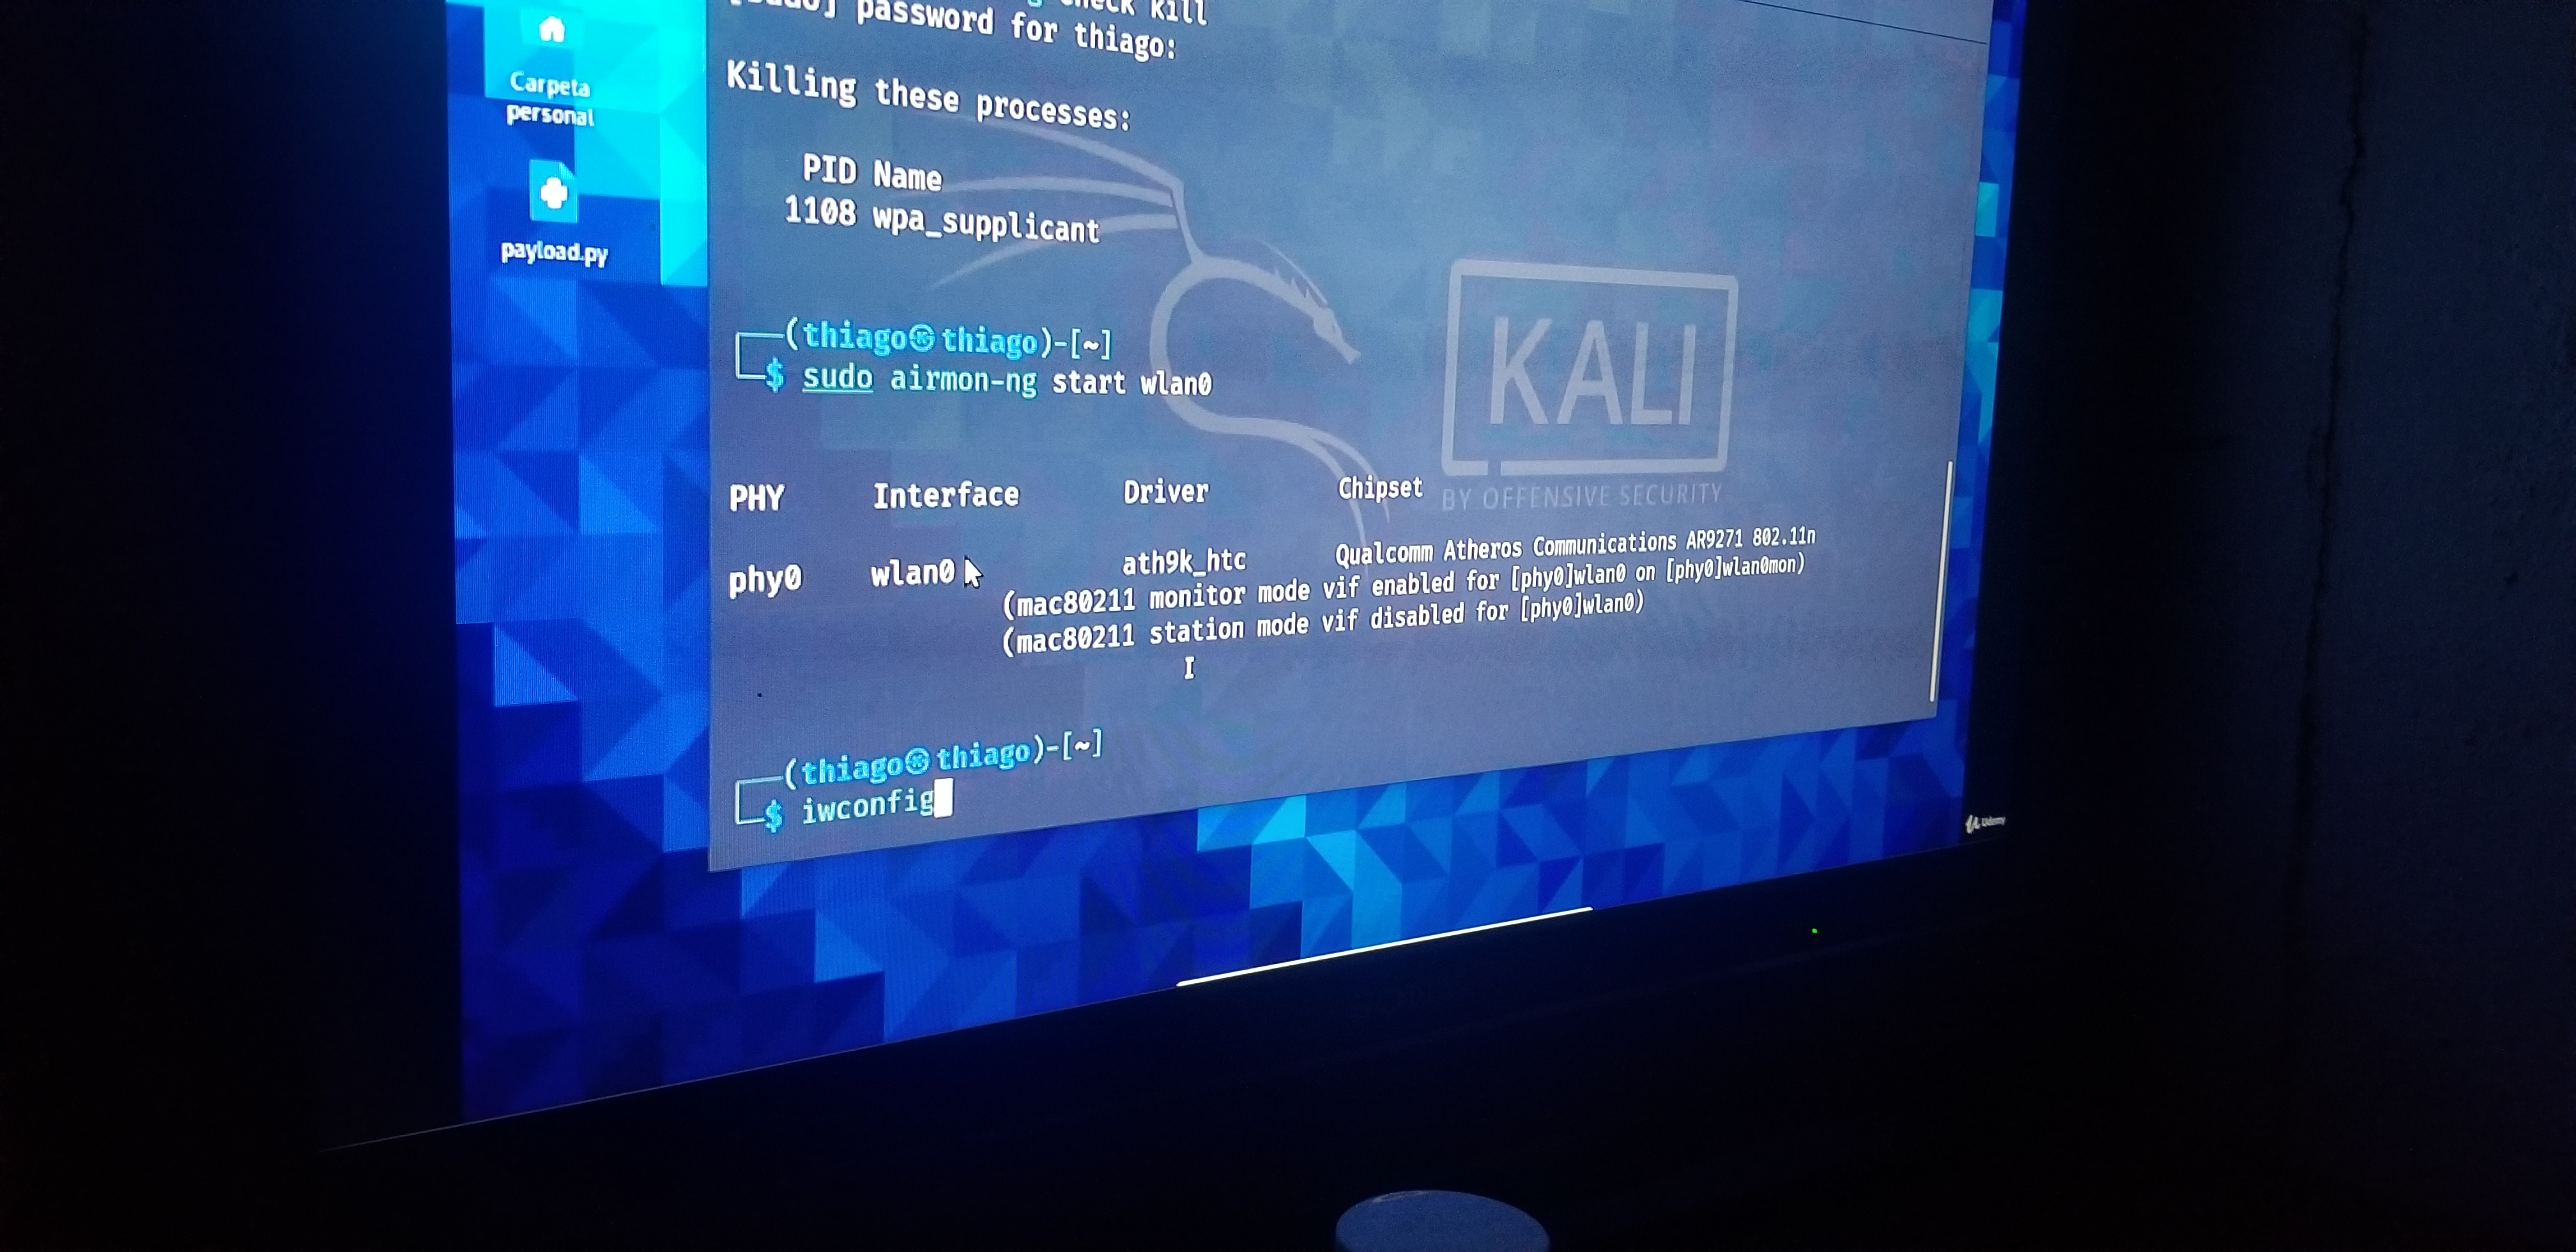 check kill
[sudo] password for thiago:
Killing these processes:
PID Name
1108 wpa_supplicant
Carpeta
personal
payload.py
(thiago㉿thiago)-[~]
$ sudo airmon-ng start wlan0
KALI
BY OFFENSIVE SECURITY
PHY Interface Driver Chipset
phy0 wlan0 ath9k_htc Qualcomm Atheros Communications AR9271 802.11n
(mac80211 monitor mode vif enabled for [phy0]wlan0 on [phy0]wlan0mon)
(mac80211 station mode vif disabled for [phy0]wlan0)
(thiago㉿thiago)-[~]
$ iwconfig
Udemy